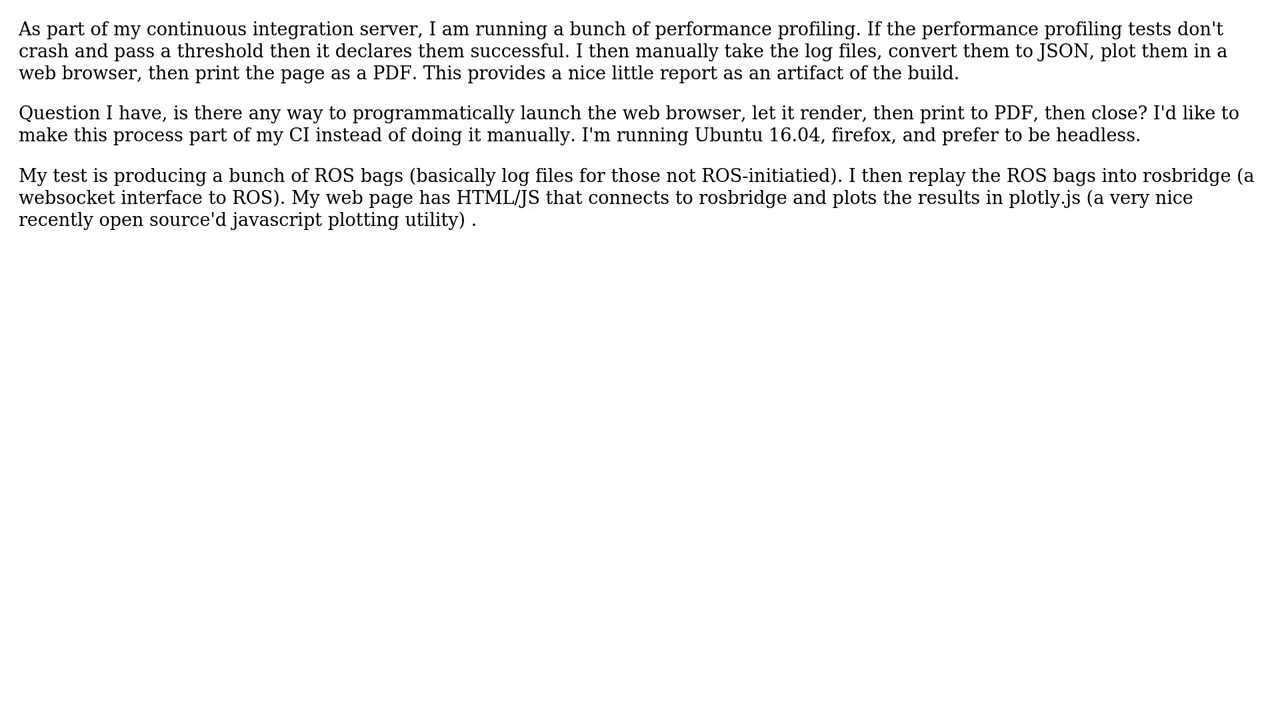 As part of my continuous integration server, I am running a bunch of performance profiling. If the performance profiling tests don't
crash and pass a threshold then it declares them successful. I then manually take the log files, convert them to JSON, plot them in a
web browser, then print the page as a PDF. This provides a nice little report as an artifact of the build.
Question I have, is there any way to programmatically launch the web browser, let it render, then print to PDF, then close? I'd like to
make this process part of my CI instead of doing it manually. I'm running Ubuntu 16.04, firefox, and prefer to be headless.
My test is producing a bunch of ROS bags (basically log files for those not ROS-initiatied). I then replay the ROS bags into rosbridge (a
websocket interface to ROS). My web page has HTML/JS that connects to rosbridge and plots the results in plotly.js (a very nice
recently open source'd javascript plotting utility) .